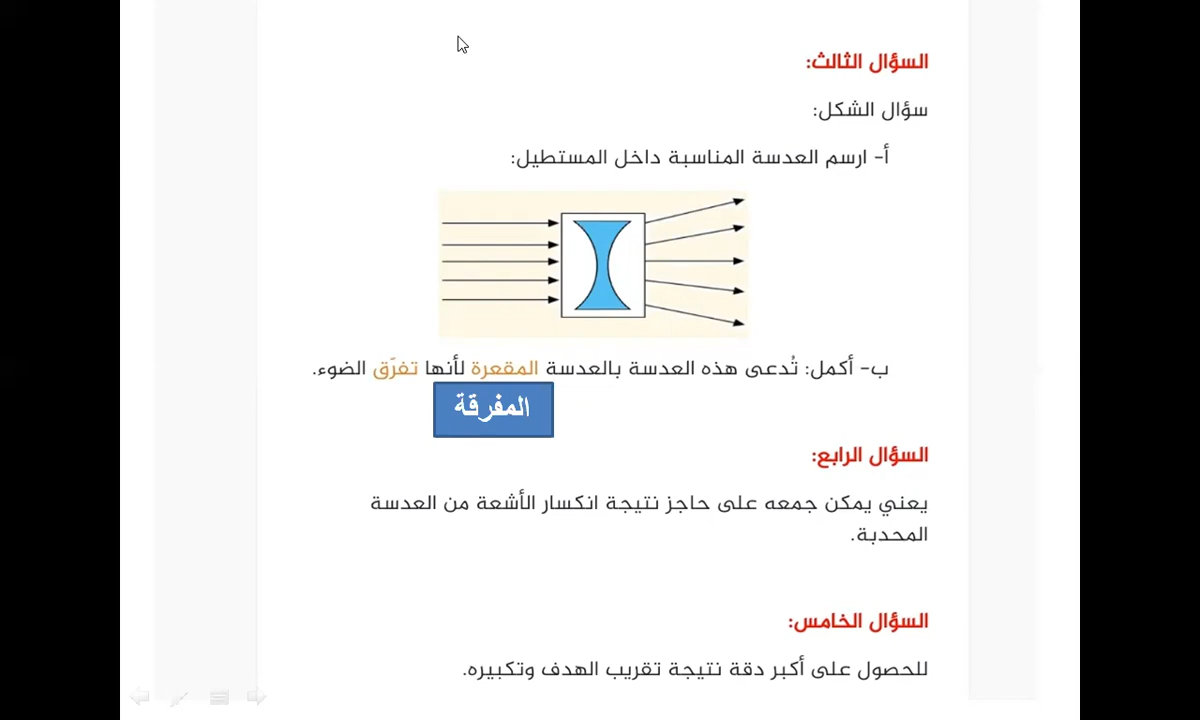 السؤال الثالث:
سؤال الشكل:
أ- ارسم العدسة المناسبة داخل المستطيل:
ب- أكمل: تُدعى هذه العدسة بالعدسة المقعرة لأنها تفرّق الضوء.
المفرقة
السؤال الرابع:
يعني يمكن جمعه على حاجز نتيجة انكسار الأشعة من العدسة
المحدبة.
السؤال الخامس:
للحصول على أكبر دقة نتيجة تقريب الهدف وتكبيره.